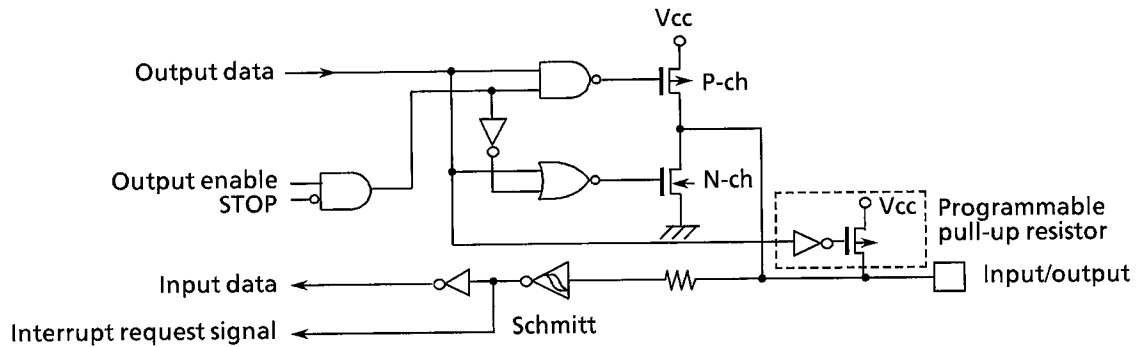 Vcc
Output data
P-ch
Output enable
STOP
N-ch
Vcc
Programmable
pull-up resistor
Input data
Schmitt
Input/output
Interrupt request signal